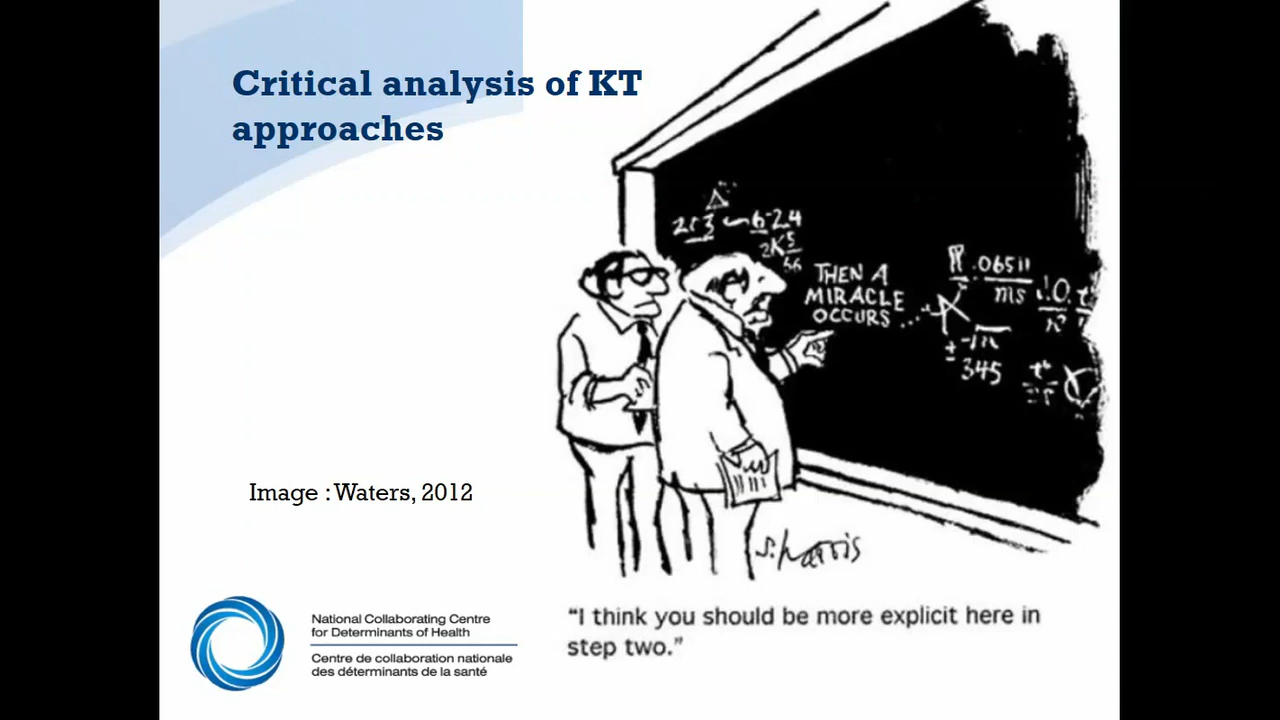 Critical analysis of KT
approaches
THEN A
MIRACLE
OCCURS...
.06511
ms
345
Image : Waters, 2012
S. Harris
National Collaborating Centre
for Determinants of Health
Centre de collaboration nationale
des déterminants de la santé
"I think you should be more explicit here in
step two."